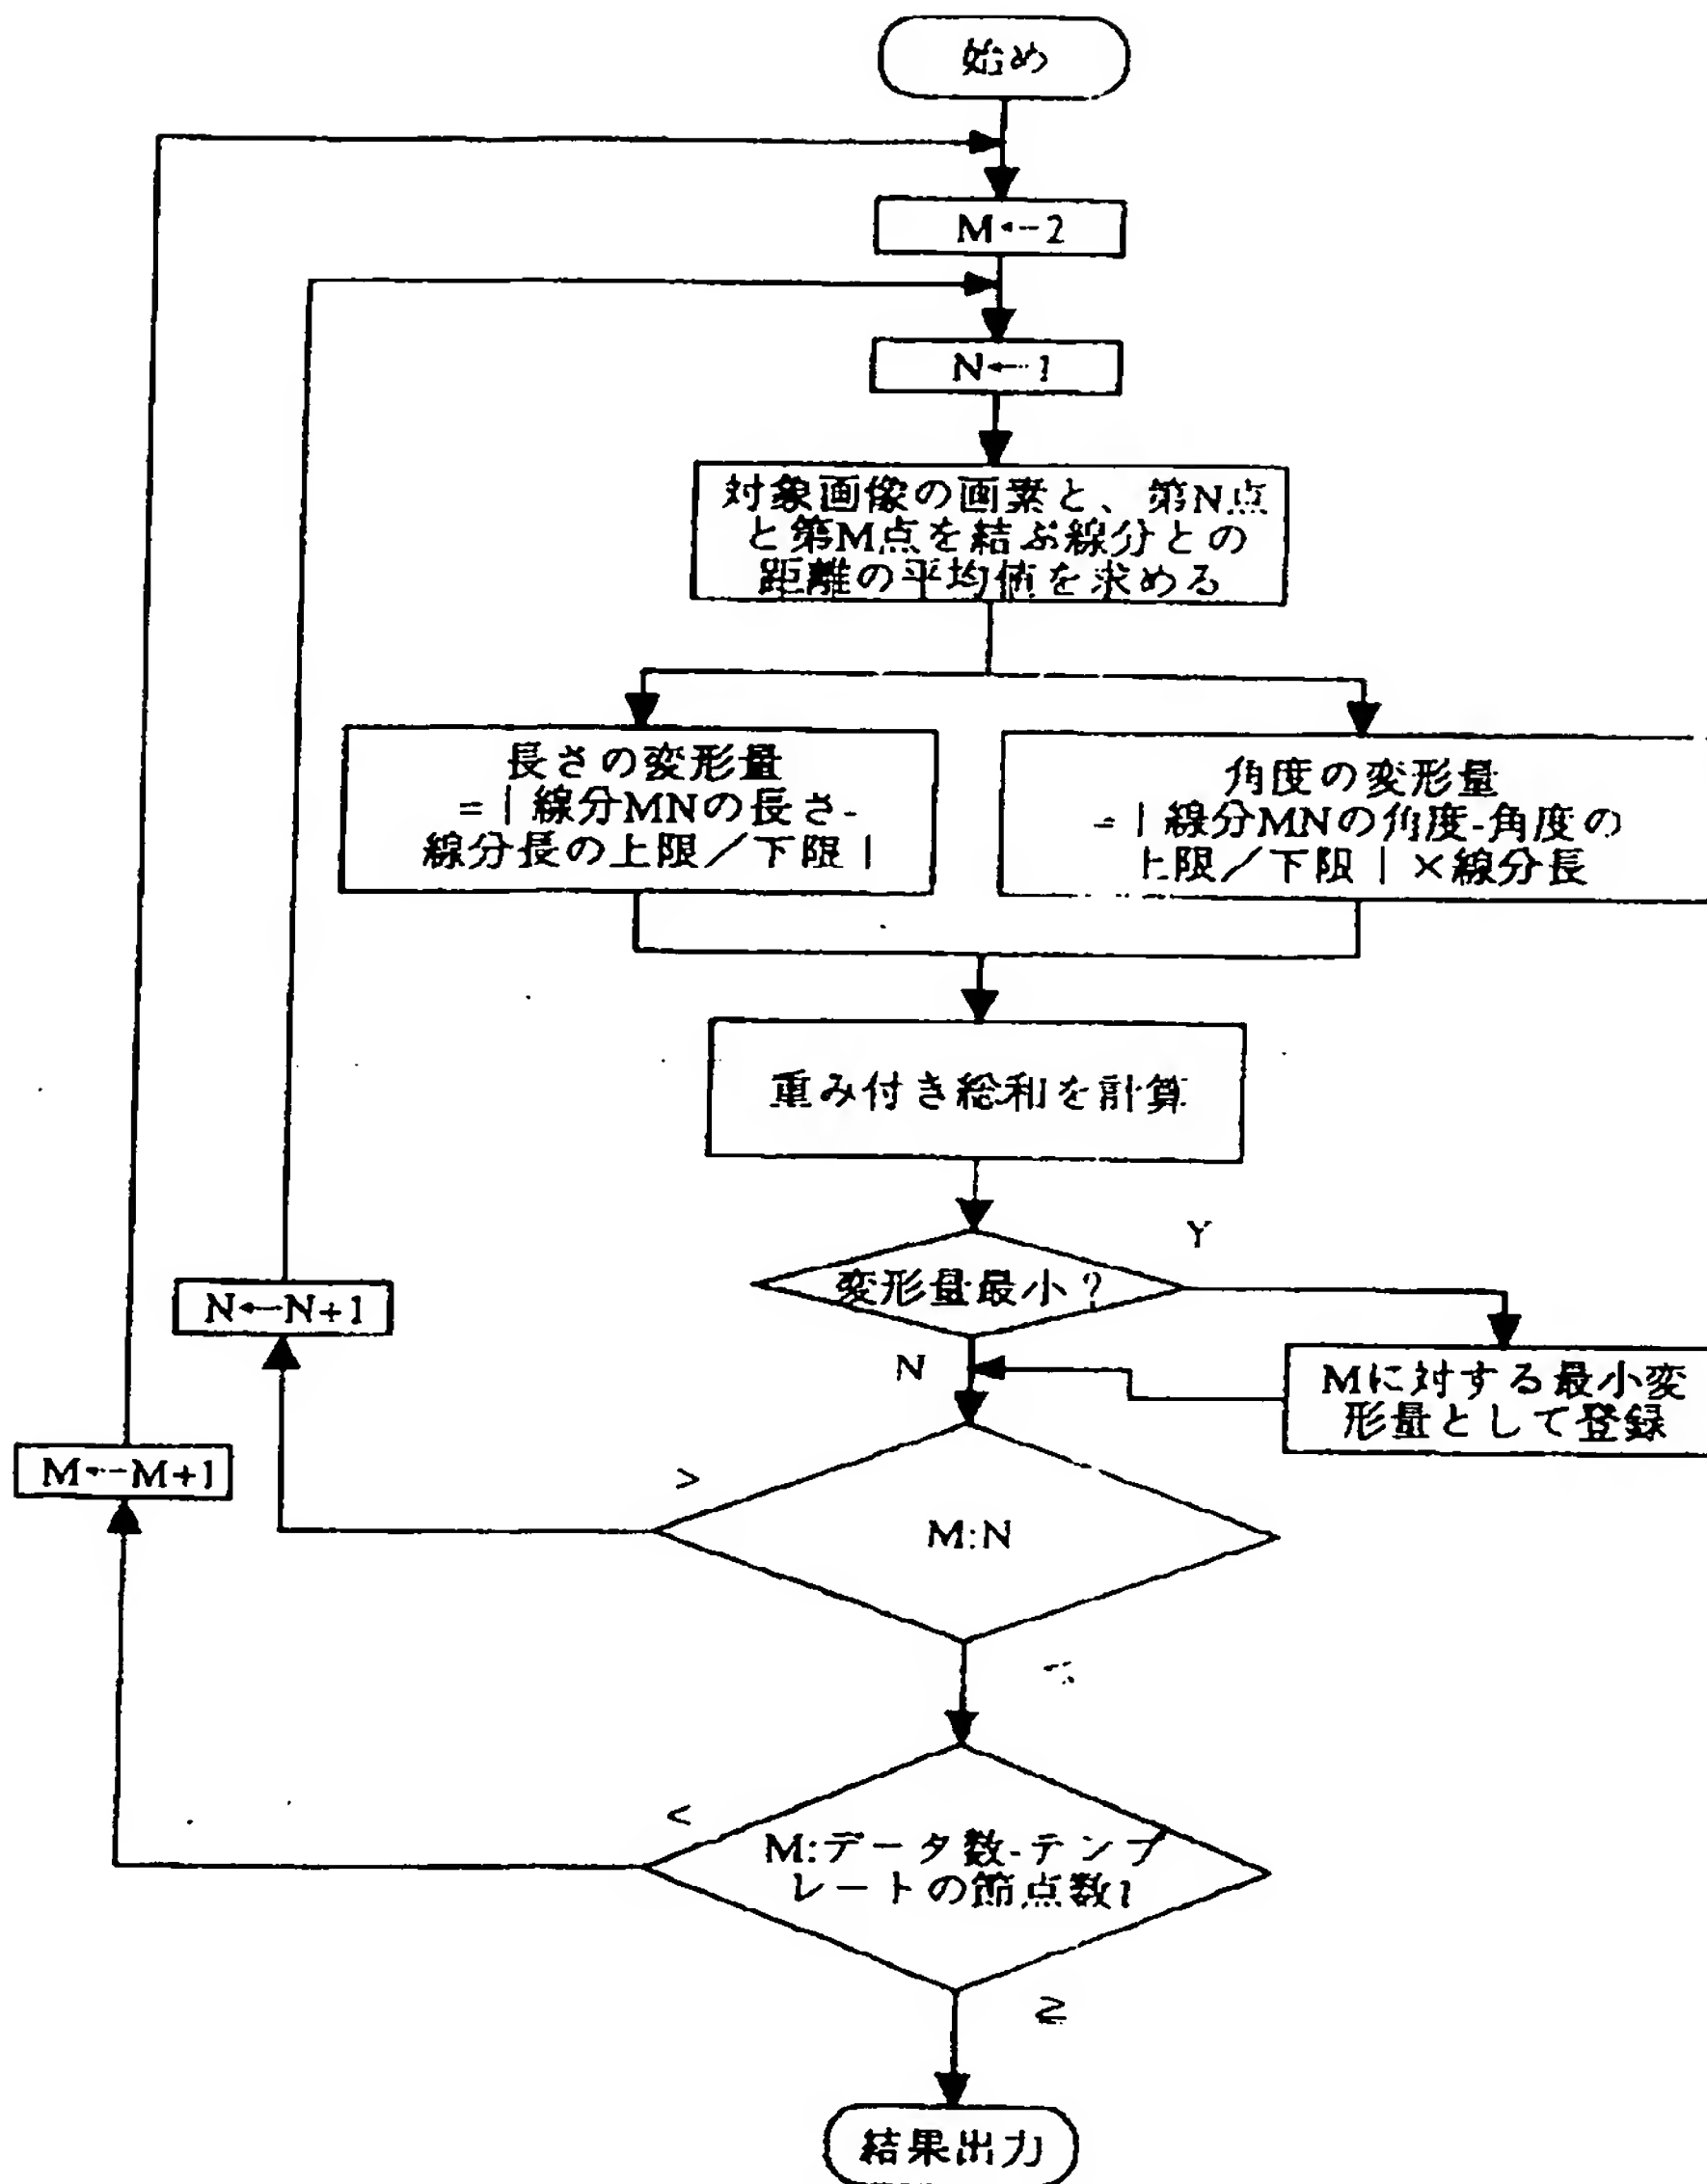 始め
M←2
N←1
対象画像の画素と、第N点
と第M点を結ぶ線分との
距離の平均値を求める
長さの変形量
=|線分MNの長さ-
線分長の上限／下限|
角度の変形量
=|線分MNの角度-角度の
上限／下限|×線分長
重み付き総和を計算
変形量最小?
Y
N
Mに対する最小変
形量として登録
N←N+1
M←M+1
>
M:N
<
M:データ数-テンプ
レートの節点数
≧
結果出力